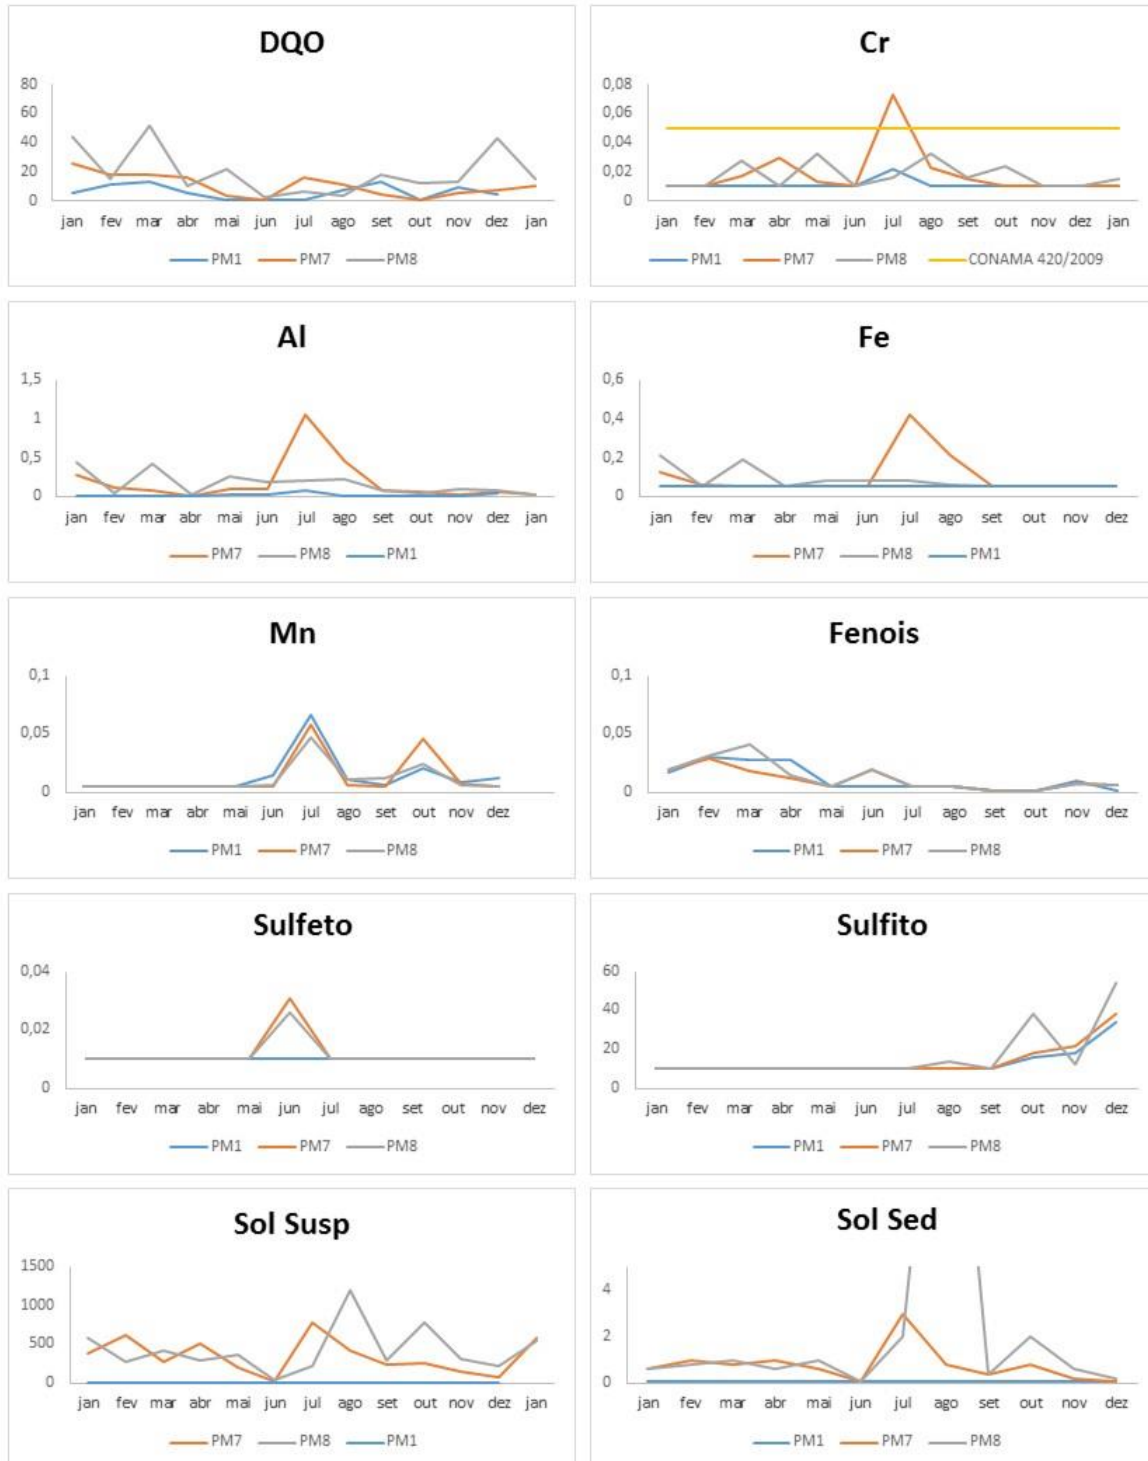 DQO
80
60
40
20
0
jan fev mar abr mai jun jul ago set out nov dez jan
PM1 PM7 PM8
Cr
0,08
0,06
0,04
0,02
0
jan fev mar abr mai jun jul ago set out nov dez jan
PM1 PM7 PM8 CONAMA 420/2009
Al
1,5
1
0,5
0
jan fev mar abr mai jun jul ago set out nov dez jan
PM7 PM8 PM1
Fe
0,6
0,4
0,2
0
jan fev mar abr mai jun jul ago set out nov dez
PM7 PM8 PM1
Mn
0,1
0,05
0
jan fev mar abr mai jun jul ago set out nov dez
PM1 PM7 PM8
Fenois
0,1
0,05
0
jan fev mar abr mai jun jul ago set out nov dez
PM1 PM7 PM8
Sulfeto
0,04
0,02
0
jan fev mar abr mai jun jul ago set out nov dez
PM1 PM7 PM8
Sulfito
60
40
20
0
jan fev mar abr mai jun jul ago set out nov dez
PM1 PM7 PM8
Sol Susp
1500
1000
500
0
jan fev mar abr mai jun jul ago set out nov dez jan
PM7 PM8 PM1
Sol Sed
4
2
0
jan fev mar abr mai jun jul ago set out nov dez
PM1 PM7 PM8